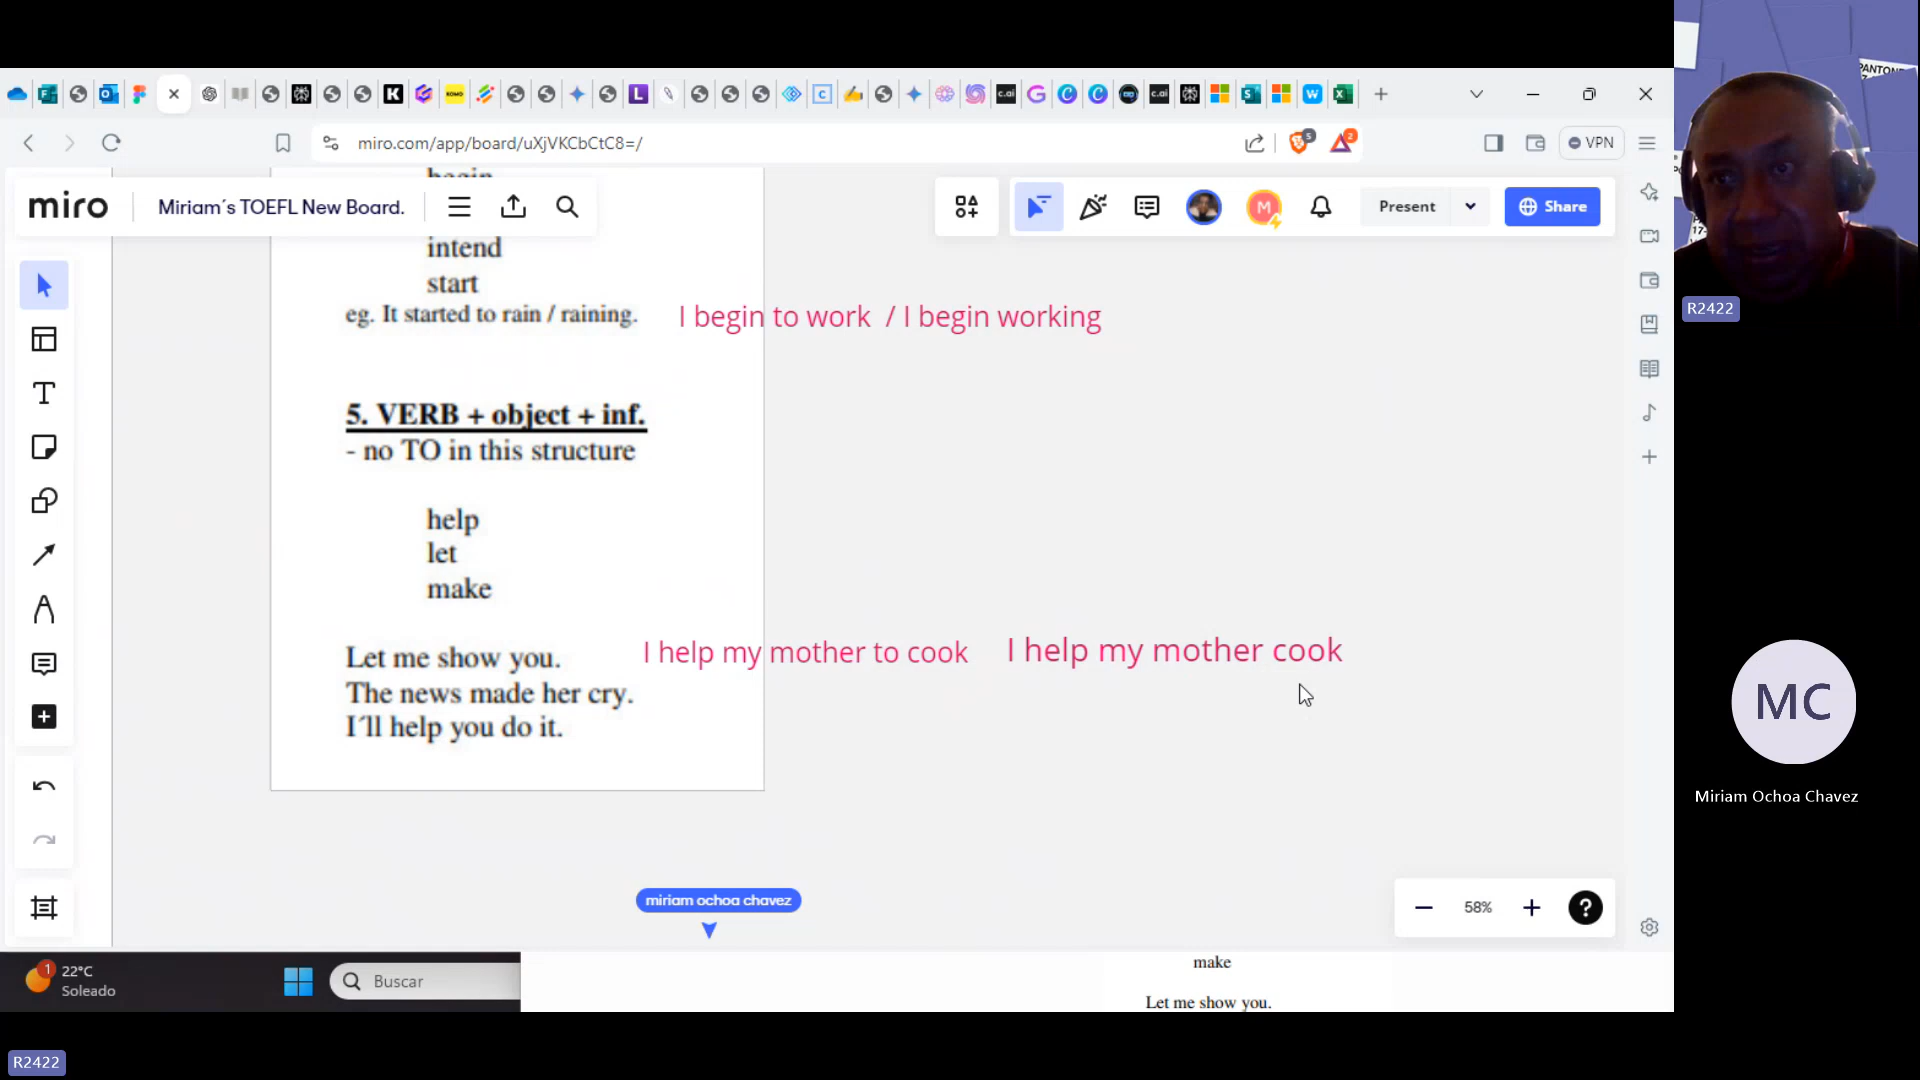 miro.com/app/board/uXjVKCbCtC8=/
VPN
begin
miro
Miriam´s TOEFL New Board.
Present
Share
intend
start
eg. It started to rain / raining.
I begin to work / I begin working
5. VERB + object + inf.
- no TO in this structure
help
let
make
Let me show you.
I help my mother to cook
I help my mother cook
The news made her cry.
I´ll help you do it.
miriam ochoa chavez
58%
1
22°C
Soleado
Buscar
make
Let me show you.
R2422
PANTONE
R2422
MC
Miriam Ochoa Chavez